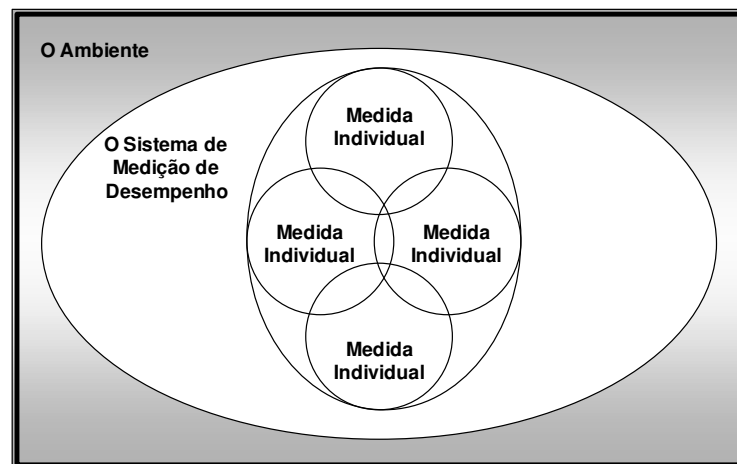 O Ambiente
O Sistema de
Medição de
Desempenho
Medida
Individual
Medida
Individual
Medida
Individual
Medida
Individual